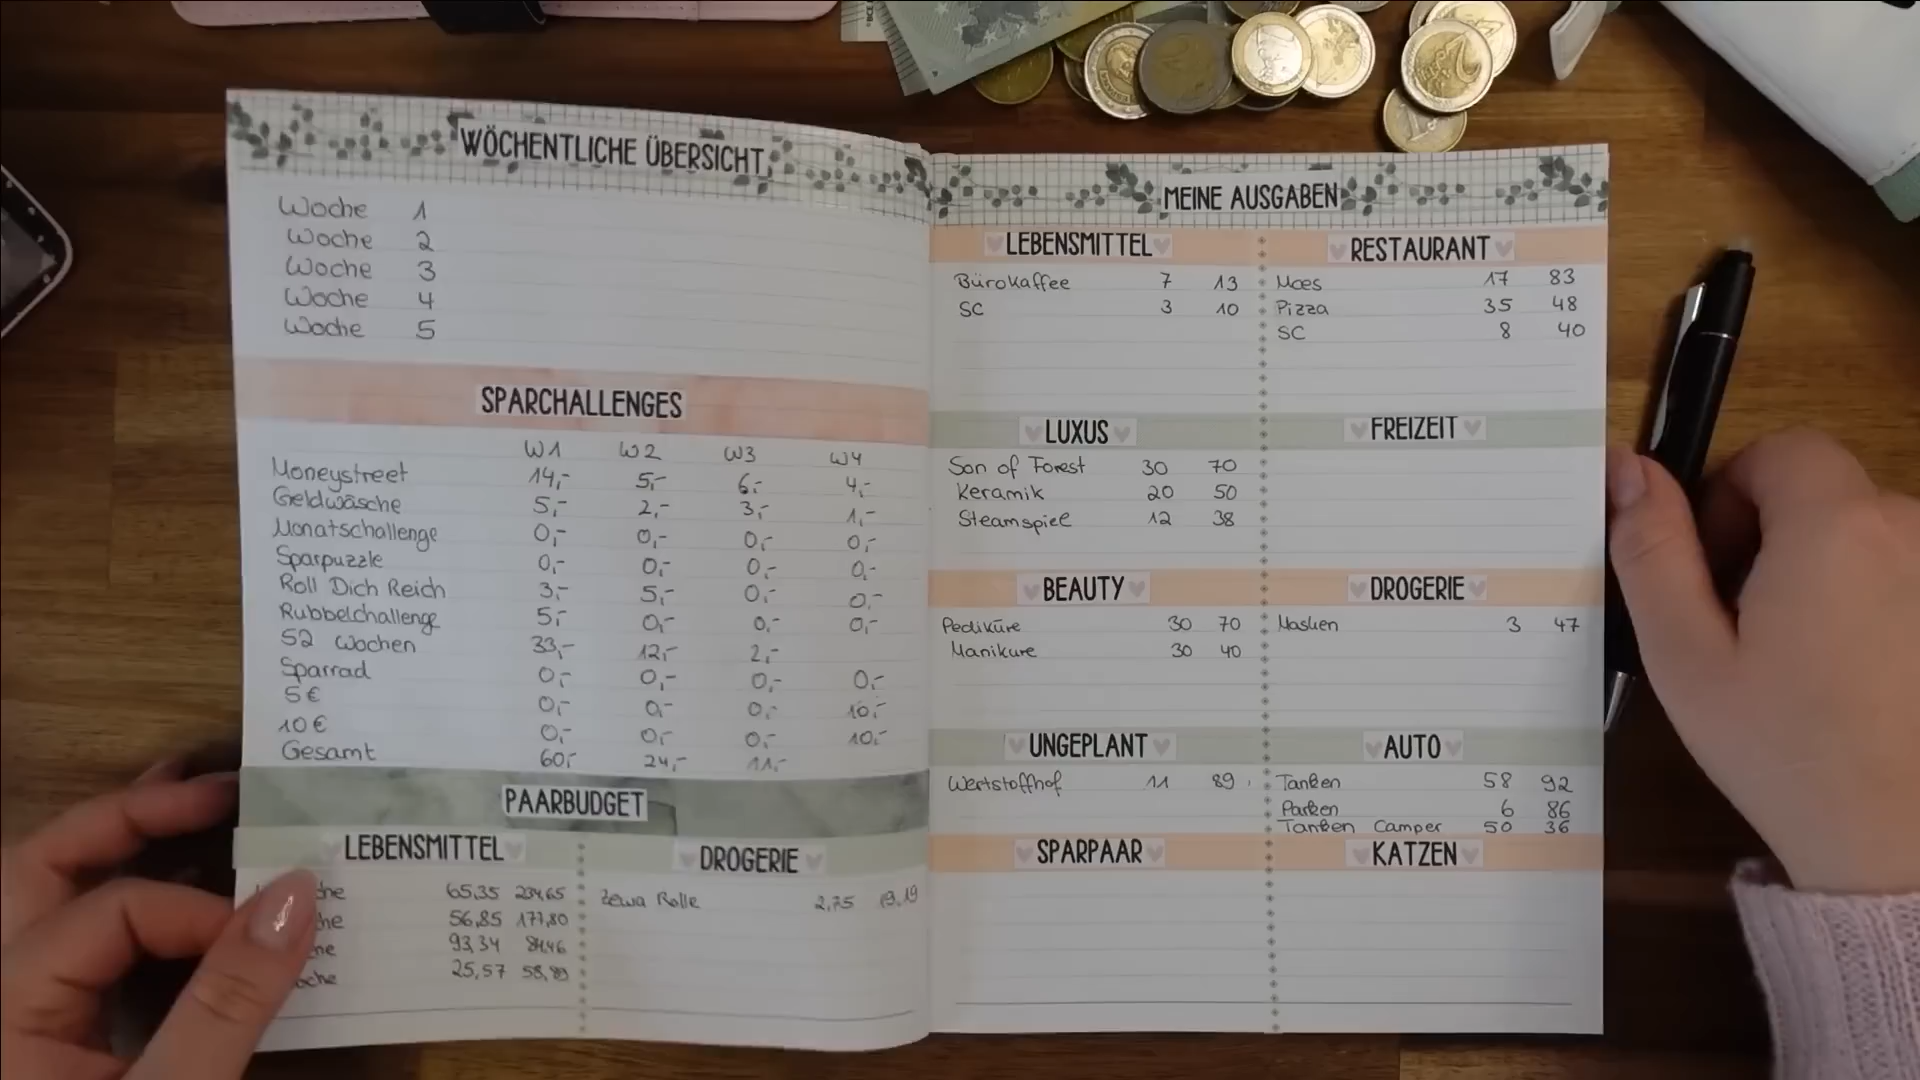 WÖCHENTLICHE ÜBERSICHT
Woche 1
Woche 2
Woche 3
Woche 4
Woche 5
SPARCHALLENGES
W1 W2 W3 W4
Moneystreet 14,- 5,- 6,- 4,-
Geldwäsche 5,- 2,- 3,- 1,-
Monatschallenge 0,- 0,- 0,- 0,-
Sparpuzzle 0,- 0,- 0,- 0,-
Roll Dich Reich 3,- 5,- 0,- 0,-
Rubbelchallenge 5,- 0,- 0,- 0,-
52 Wochen 33,- 12,- 2,-
Sparrad 0,- 0,- 0,- 0,-
5€ 0,- 0,- 0,- 10,-
10€ 0,- 0,- 0,- 10,-
Gesamt 60,- 24,- 11,-
PAARBUDGET
LEBENSMITTEL
65,35 234,65
56,85 177,80
93,34 84,46
25,57 58,89
DROGERIE
Zewa Rolle 2,75 19,19
MEINE AUSGABEN
LEBENSMITTEL
Bürokaffee 7 13
SC 3 10
RESTAURANT
Moes 17 83
Pizza 35 48
SC 8 40
LUXUS
Son of Forest 30 70
Keramik 20 50
Steamspiel 12 38
FREIZEIT
BEAUTY
Pediküre 30 70
Maniküre 30 40
DROGERIE
Masken 3 47
UNGEPLANT
Wertstoffhof 11 89
AUTO
Tanken 58 92
Parken 6 86
Tanken Camper 50 36
SPARPAAR
KATZEN